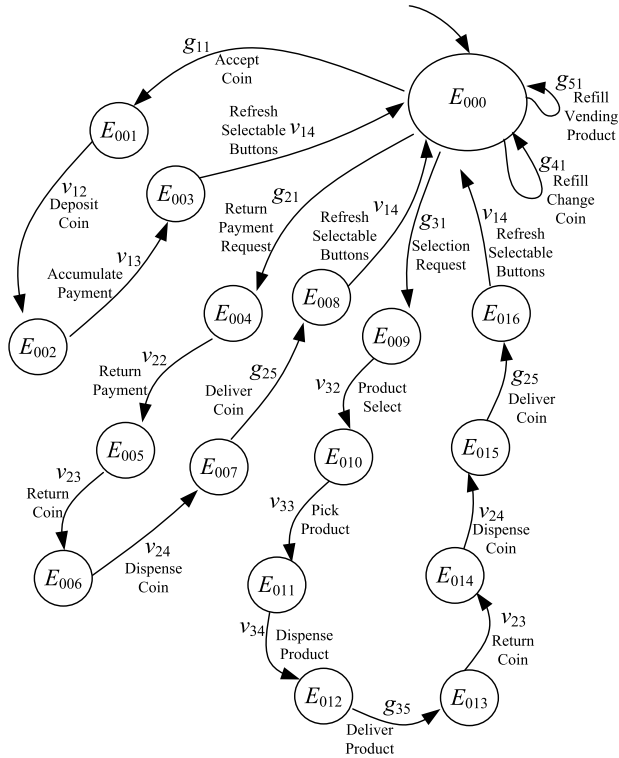 g11
Accept
Coin
E000
g51
Refill
Vending
Product
E001
Refresh
Selectable
Buttons
v14
g41
Refill
Change
Coin
v12
Deposit
Coin
E003
g21
Return
Payment
Request
v14
Refresh
Selectable
Buttons
g31
Selection
Request
v14
Refresh
Selectable
Buttons
v13
Accumulate
Payment
E002
E004
E008
E009
E016
v22
Return
Payment
g25
Deliver
Coin
v32
Product
Select
g25
Deliver
Coin
E005
E007
E010
E015
v23
Return
Coin
v33
Pick
Product
v24
Dispense
Coin
v24
Dispense
Coin
E006
E011
E014
v34
Dispense
Product
v23
Return
Coin
E012
g35
Deliver
Product
E013